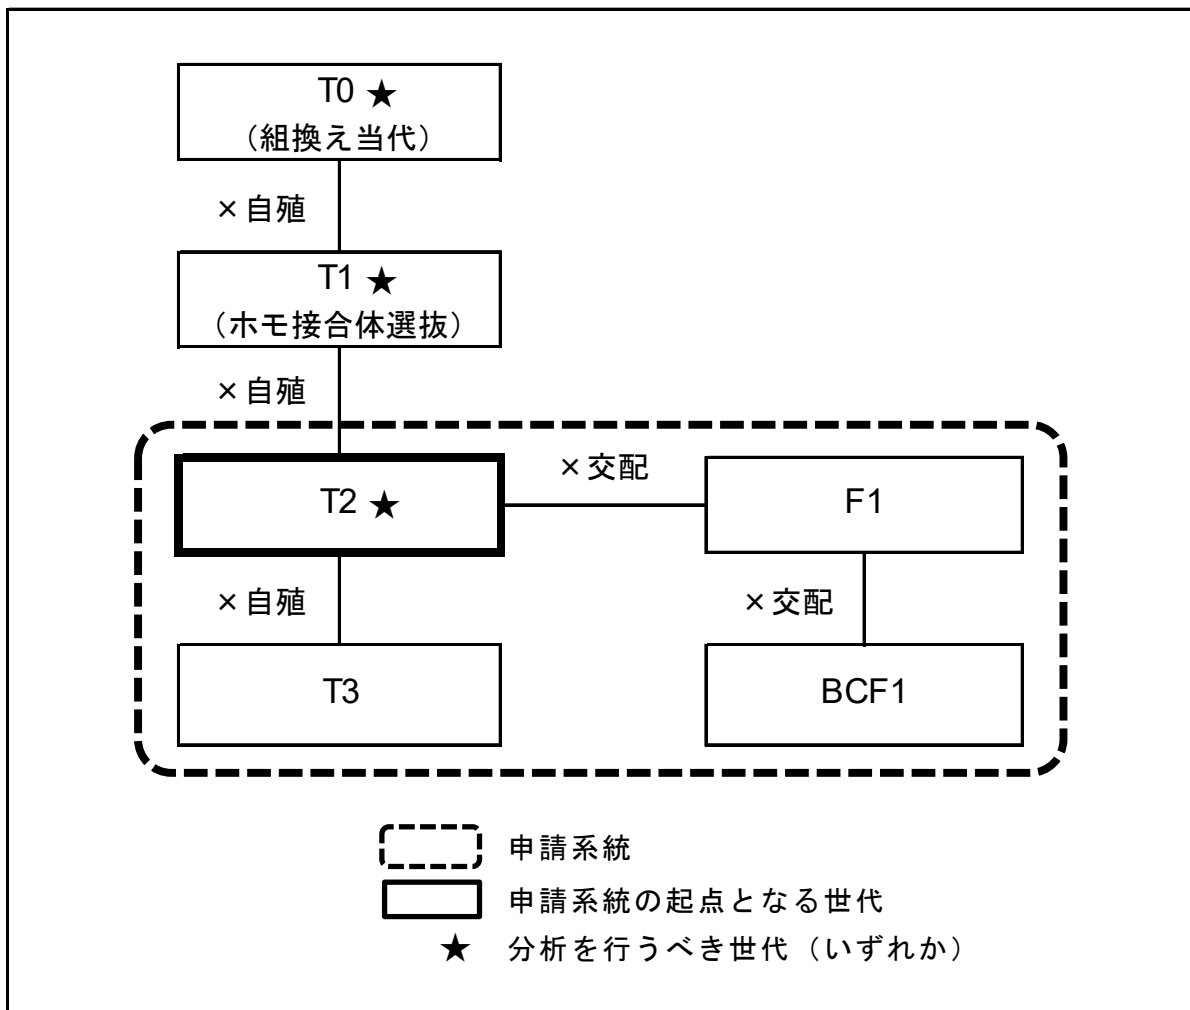 T0 ★
（組換え当代）
×自殖
T1 ★
（ホモ接合体選抜）
×自殖
T2 ★
×交配
F1
×自殖
×交配
T3
BCF1
申請系統
申請系統の起点となる世代
★ 分析を行うべき世代（いずれか）